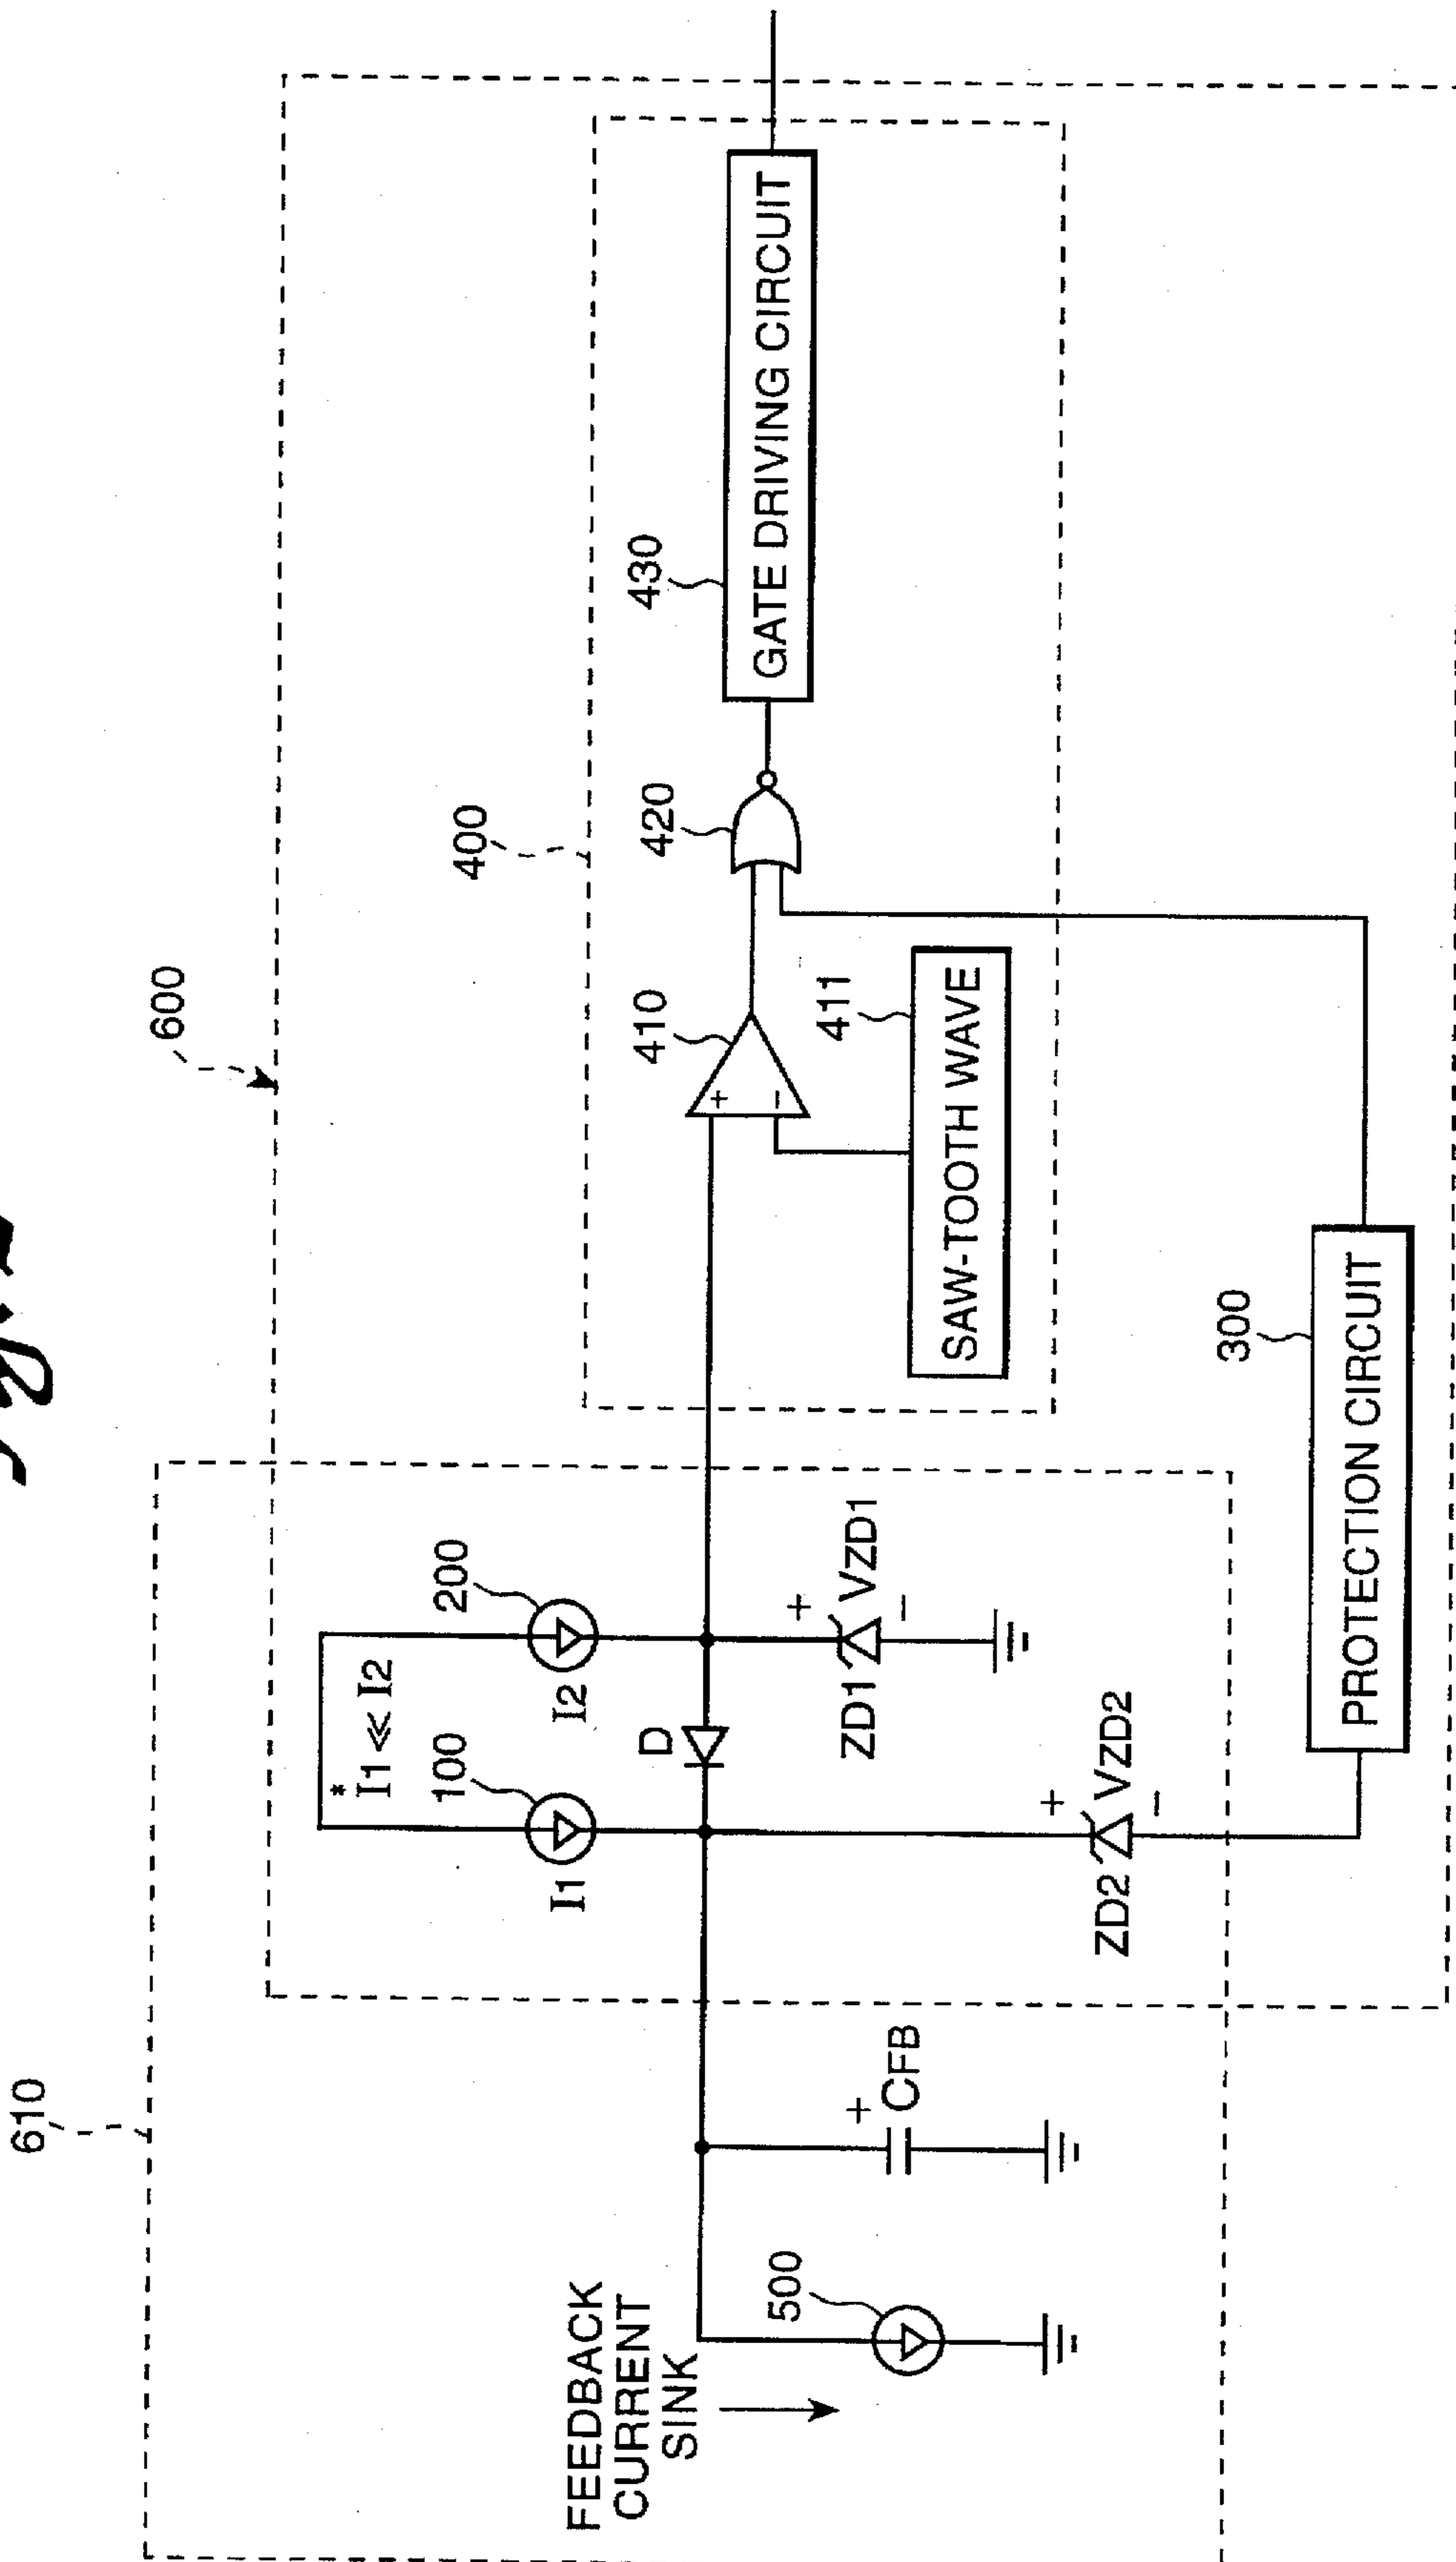 610
600
FEEDBACK
CURRENT
SINK
500
+
CFB
*
I1 ≪ I2
100
I1
200
I2
D
+
ZD1 VZD1
−
+
ZD2 VZD2
−
400
410
+
−
411
SAW-TOOTH WAVE
420
430
GATE DRIVING CIRCUIT
300
PROTECTION CIRCUIT